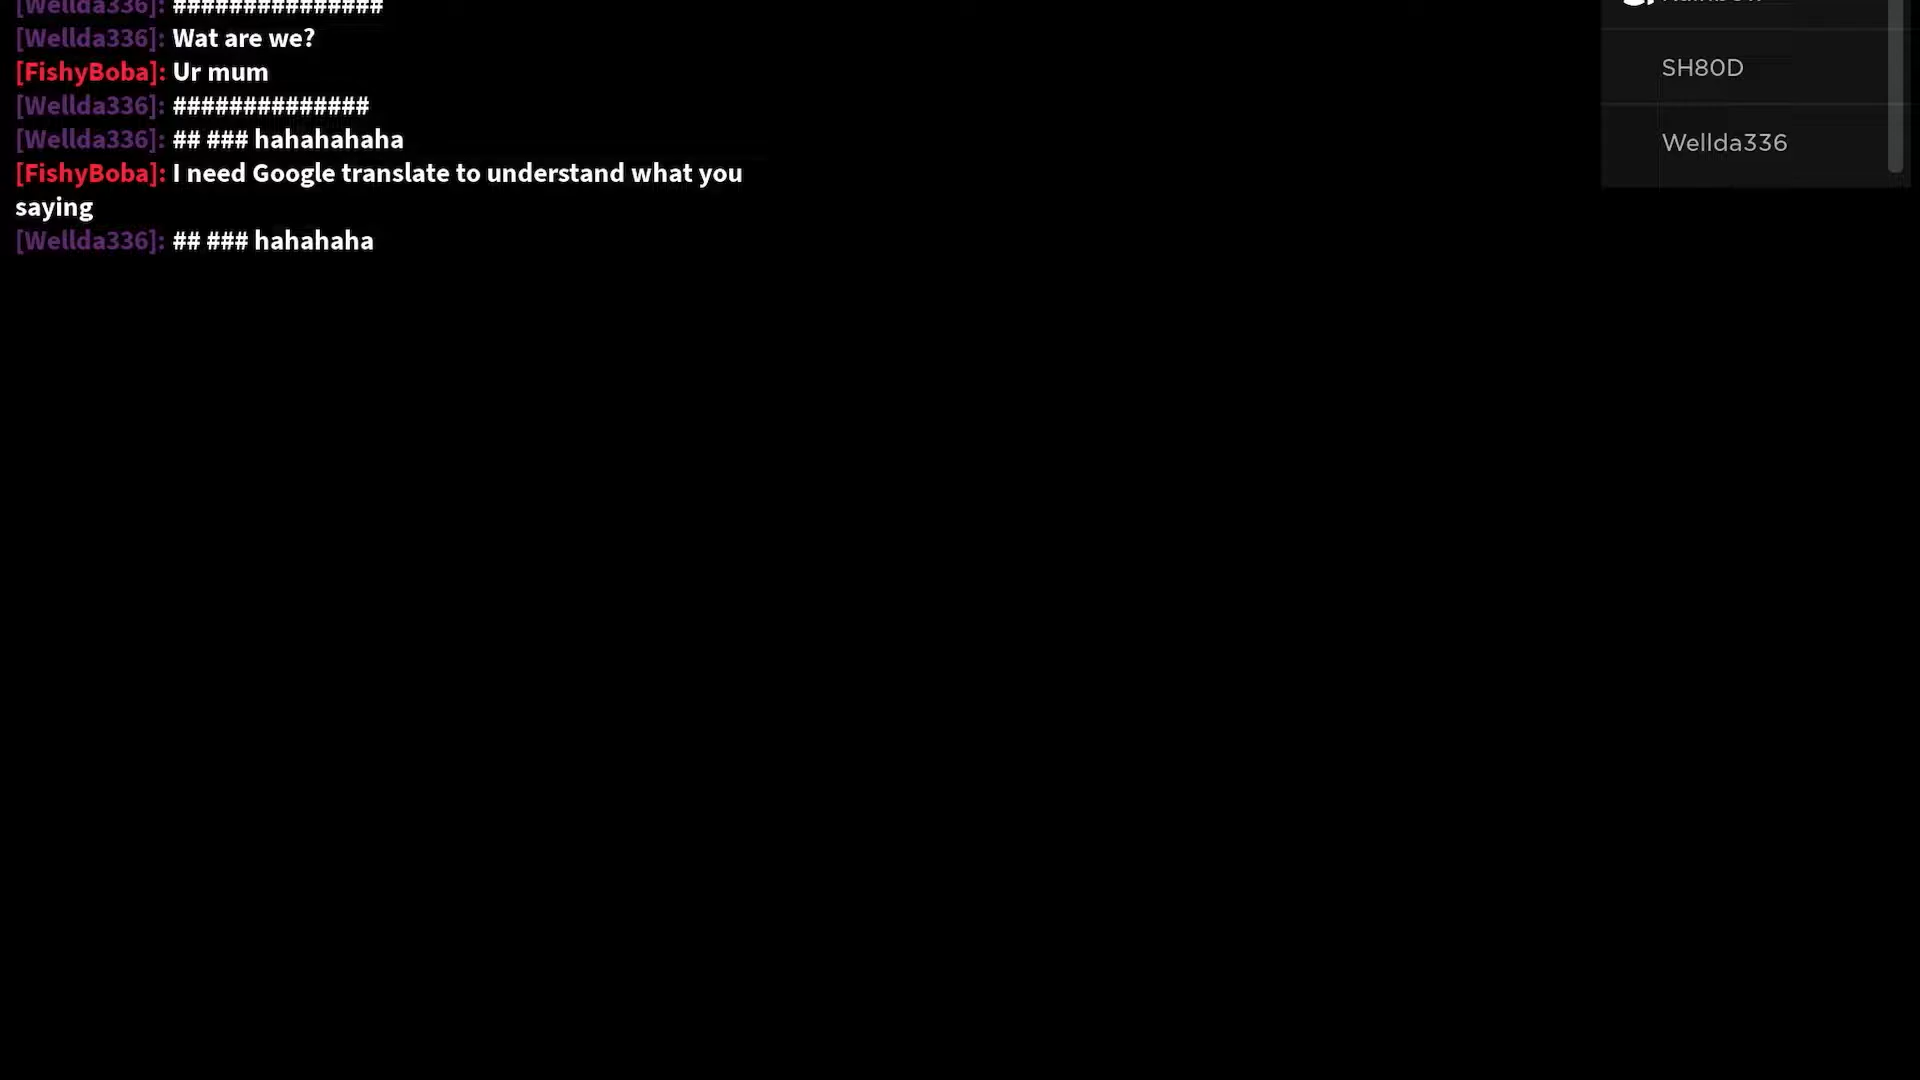 [Wellda336]: ###############
[Wellda336]: Wat are we?
[FishyBoba]: Ur mum
[Wellda336]: ##############
[Wellda336]: ## ### hahahahaha
[FishyBoba]: I need Google translate to understand what you
saying
[Wellda336]: ## ### hahahaha
SH80D
Wellda336